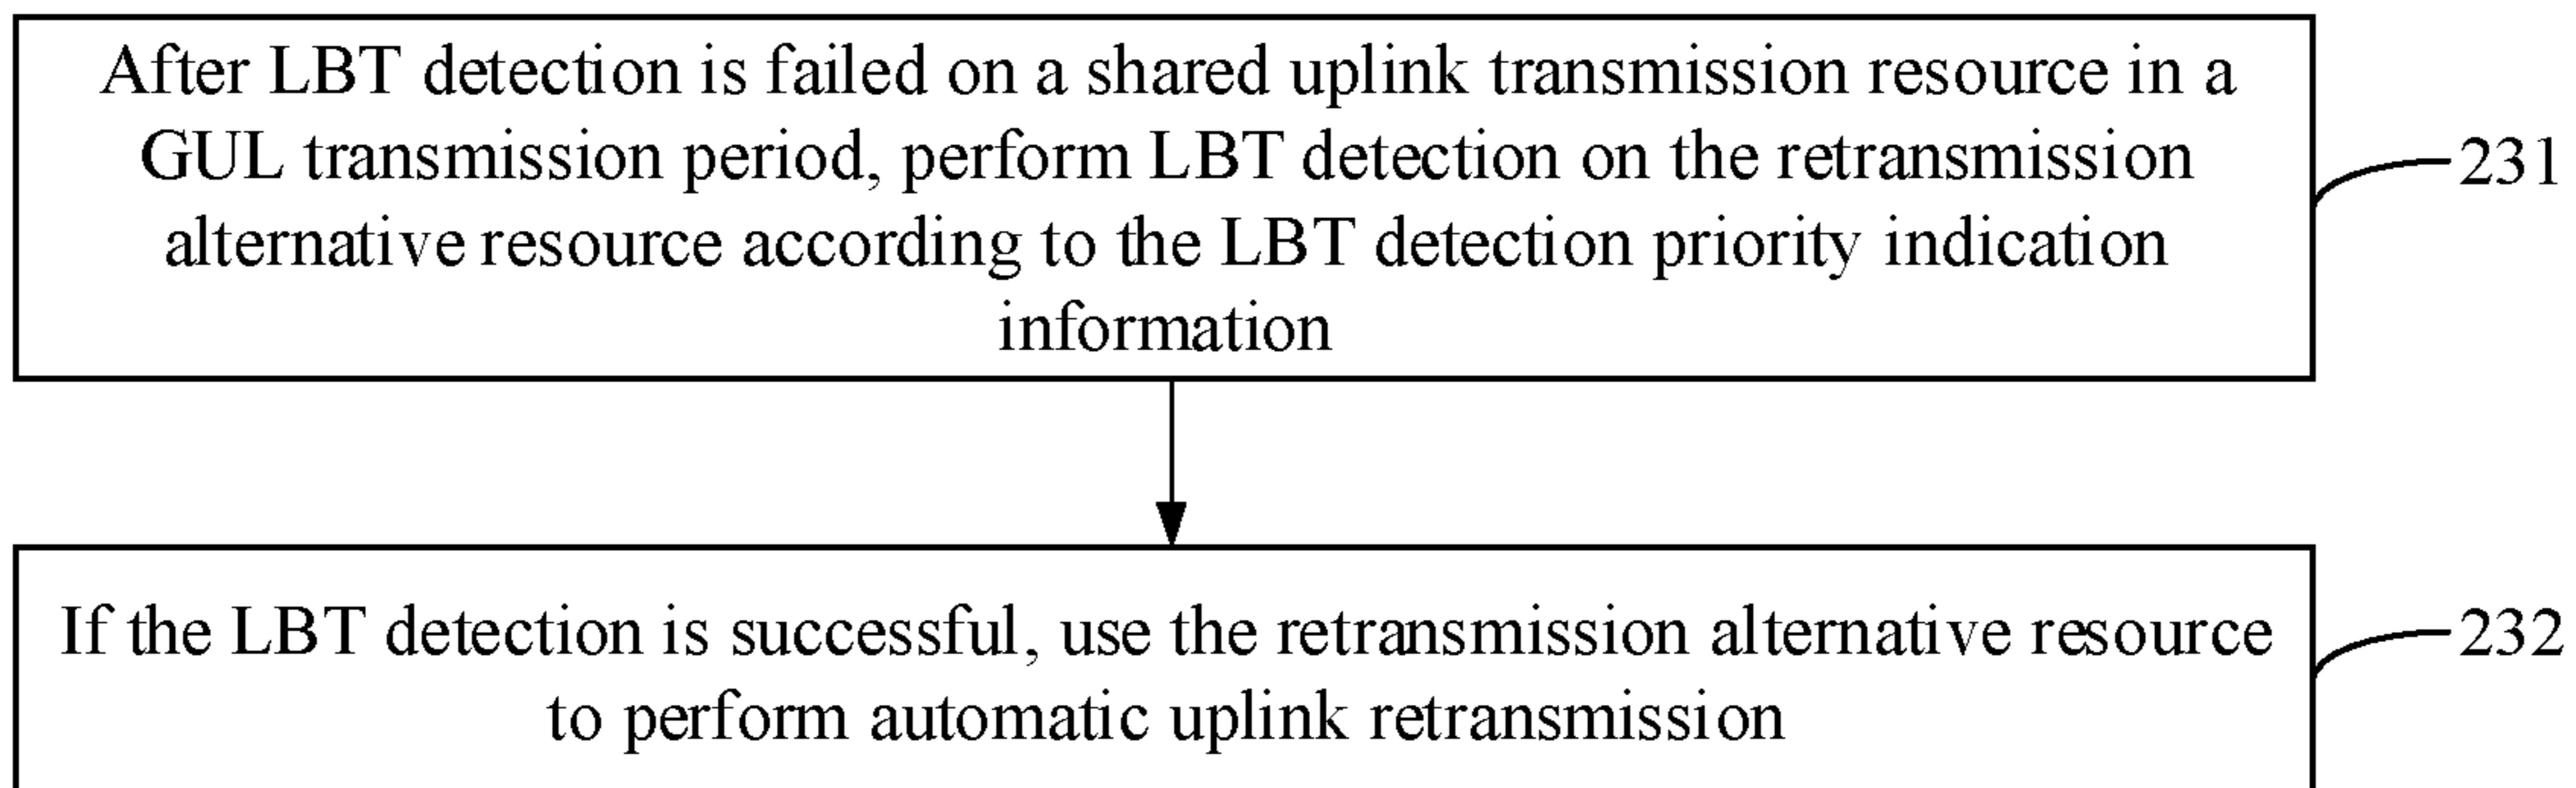 After LBT detection is failed on a shared uplink transmission resource in a
GUL transmission period, perform LBT detection on the retransmission
alternative resource according to the LBT detection priority indication
information
231
If the LBT detection is successful, use the retransmission alternative resource
to perform automatic uplink retransmission
232